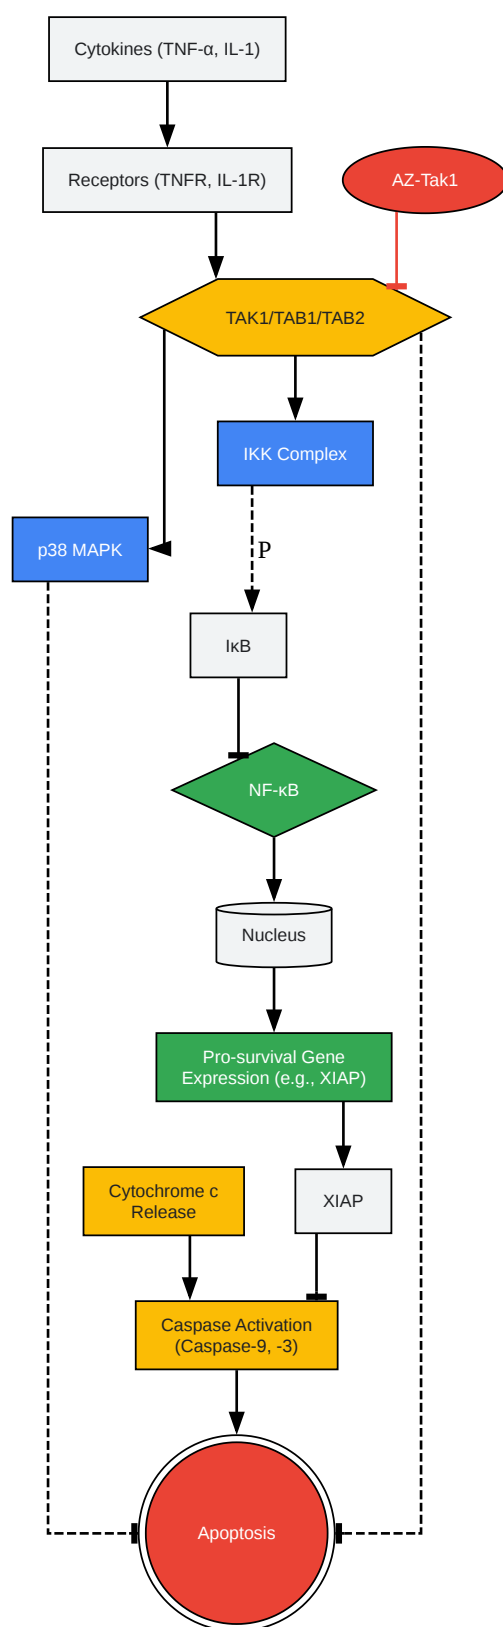 Cytokines (TNF-α, IL-1)
Receptors (TNFR, IL-1R)
AZ-Tak1
TAK1/TAB1/TAB2
IKK Complex
p38 MAPK
P
IκB
NF-κB
Nucleus
Pro-survival Gene
Expression (e.g., XIAP)
Cytochrome c
Release
XIAP
Caspase Activation
(Caspase-9, -3)
Apoptosis